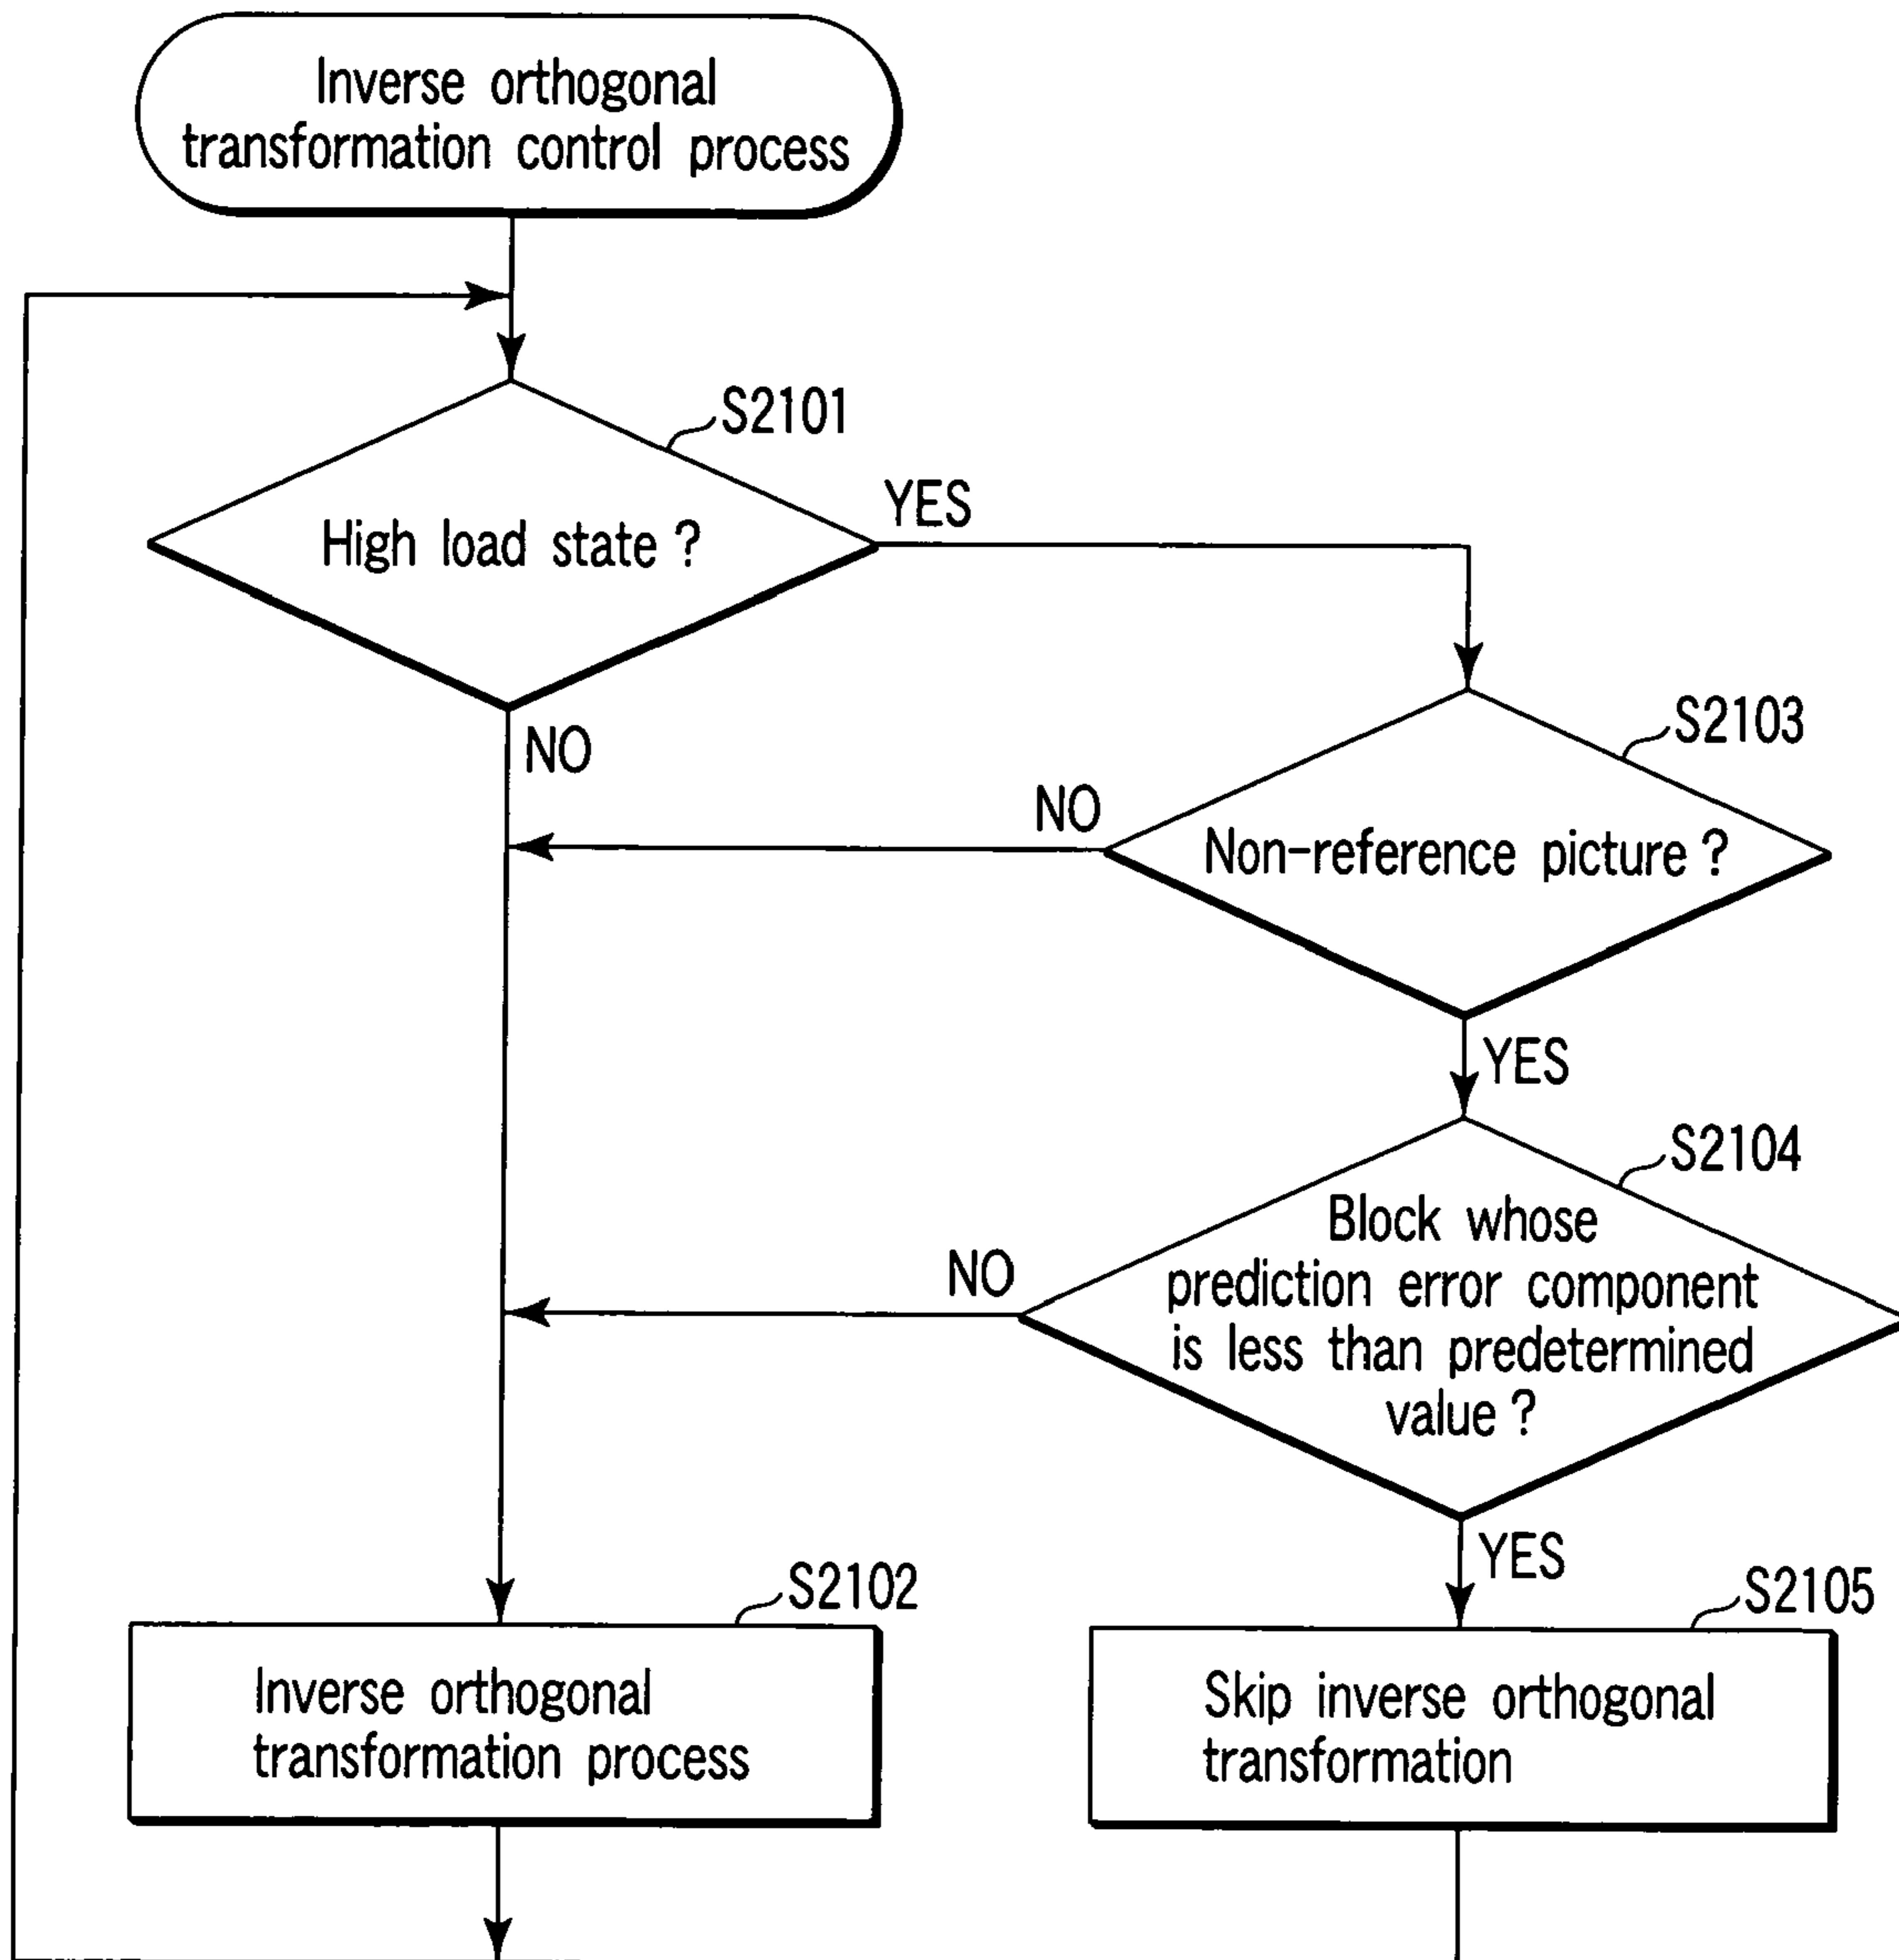 Inverse orthogonal
transformation control process
S2101
High load state ?
YES
NO
S2103
Non-reference picture ?
NO
YES
S2104
Block whose
prediction error component
is less than predetermined
value ?
NO
YES
S2102
Inverse orthogonal
transformation process
S2105
Skip inverse orthogonal
transformation